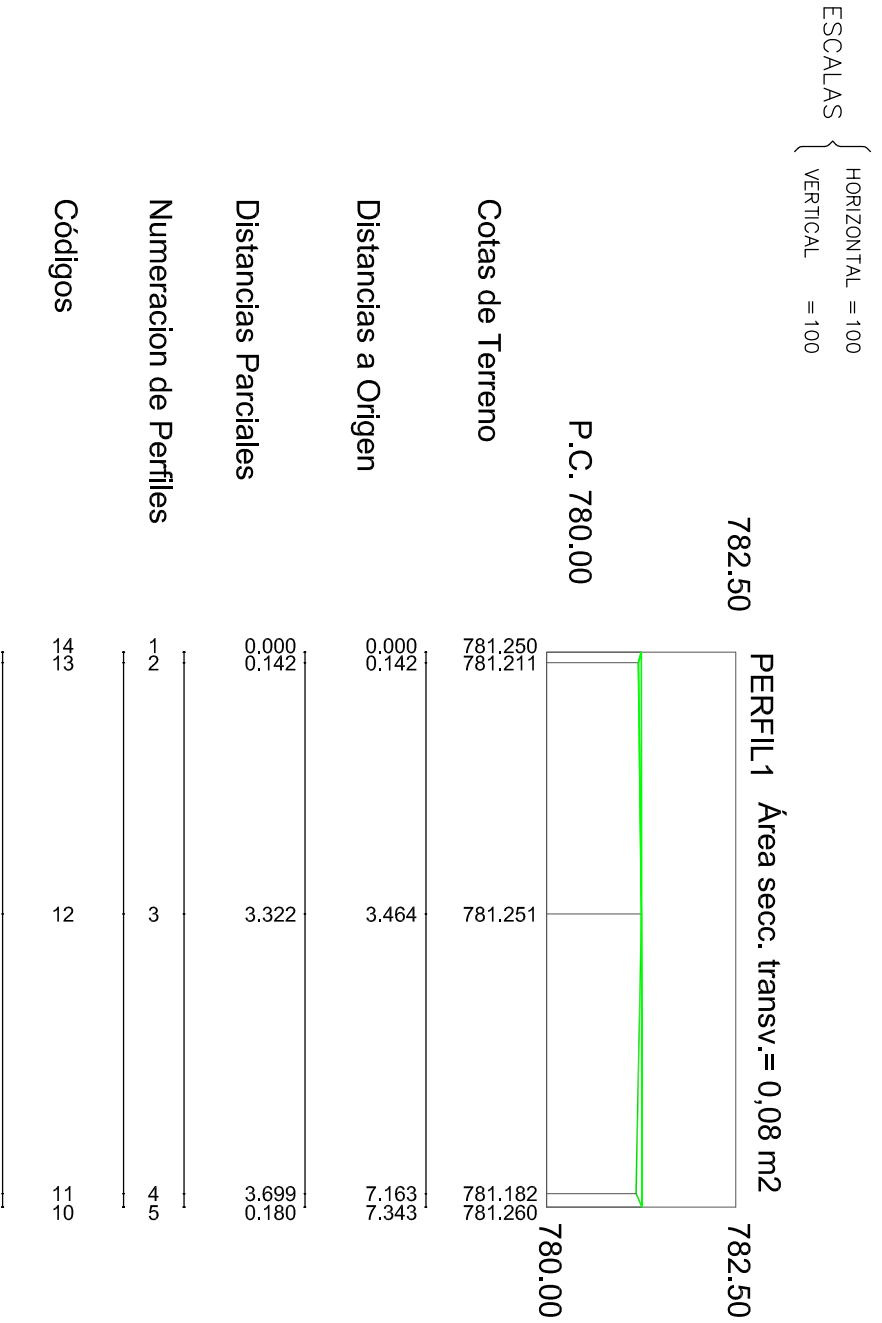 ESCALAS
HORIZONTAL = 100
VERTICAL = 100
PERFIL1 Área secc. transv.= 0,08 m2
782.50 782.50
P.C. 780.00 780.00
Cotas de Terreno 781.250 781.211 781.251 781.182 781.260
Distancias a Origen 0.000 0.142 3.464 7.163 7.343
Distancias Parciales 0.000 0.142 3.322 3.699 0.180
Numeracion de Perfiles 1 2 3 4 5
Códigos 14 13 12 11 10